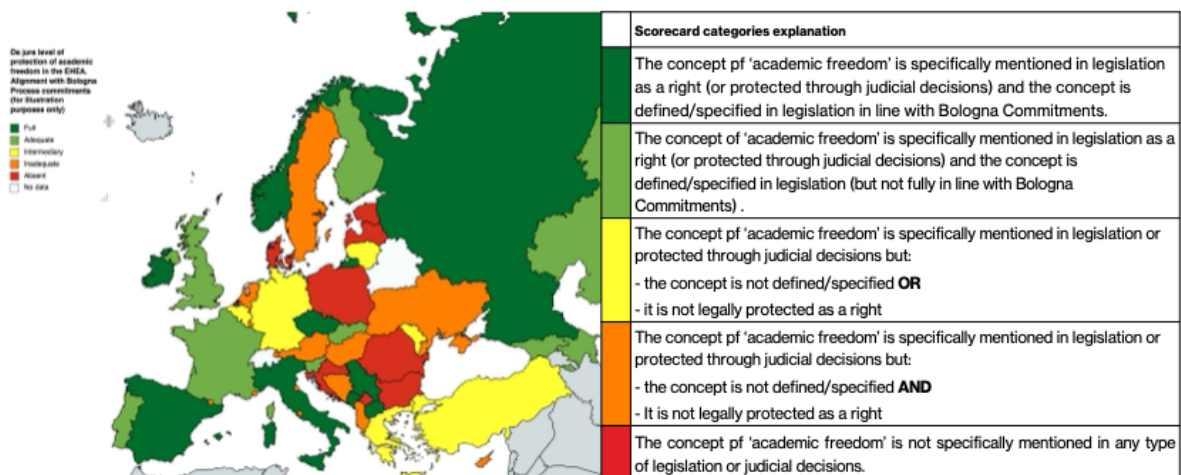 De jure level of
protection of academic
freedom in the EHEA.
Alignment with Bologna
Process commitments
(for illustration
purposes only)
Full
Adequate
Intermediary
Inadequate
Absent
No data
Scorecard categories explanation
The concept pf 'academic freedom' is specifically mentioned in legislation
as a right (or protected through judicial decisions) and the concept is
defined/specified in legislation in line with Bologna Commitments.
The concept of 'academic freedom' is specifically mentioned in legislation as a
right (or protected through judicial decisions) and the concept is
defined/specified in legislation (but not fully in line with Bologna
Commitments) .
The concept pf 'academic freedom' is specifically mentioned in legislation or
protected through judicial decisions but:
- the concept is not defined/specified OR
- it is not legally protected as a right
The concept pf 'academic freedom' is specifically mentioned in legislation or
protected through judicial decisions but:
- the concept is not defined/specified AND
- It is not legally protected as a right
The concept pf 'academic freedom' is not specifically mentioned in any type
of legislation or judicial decisions.